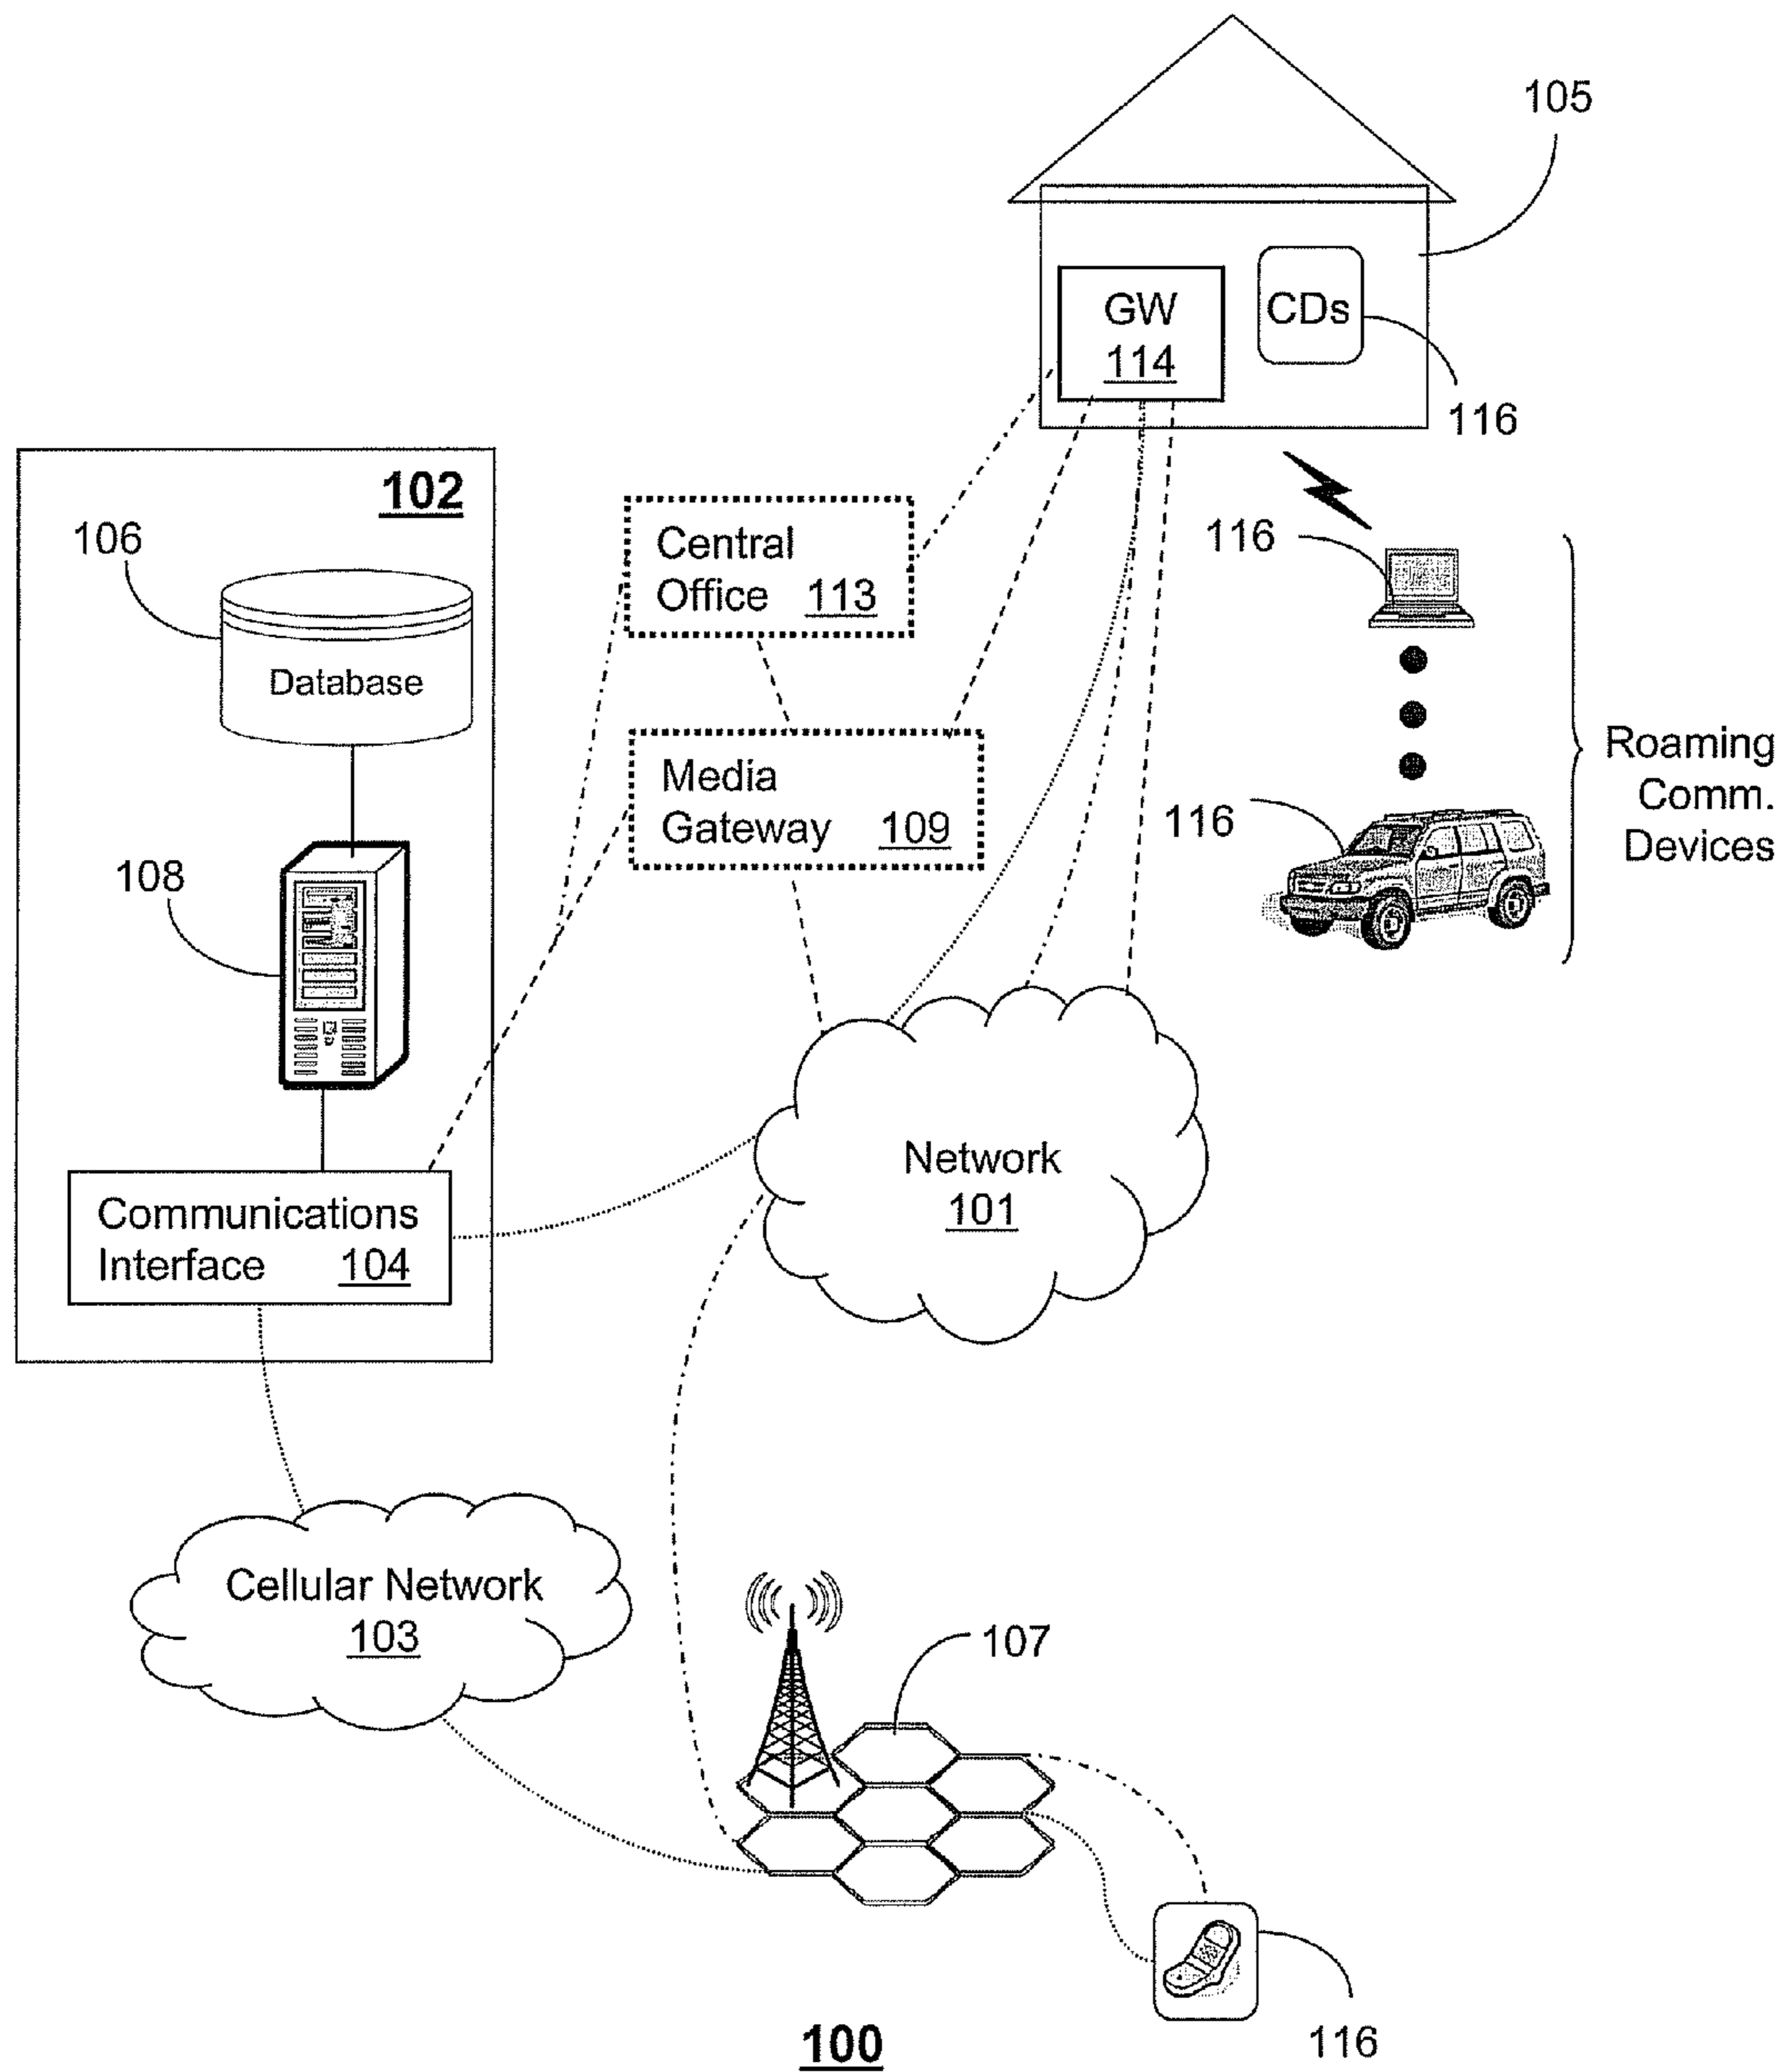 105
GW
114
CDs
116
102
106
Database
108
Communications
Interface 104
Central
Office 113
Media
Gateway 109
116
116
Roaming
Comm.
Devices
Network
101
Cellular Network
103
107
116
100